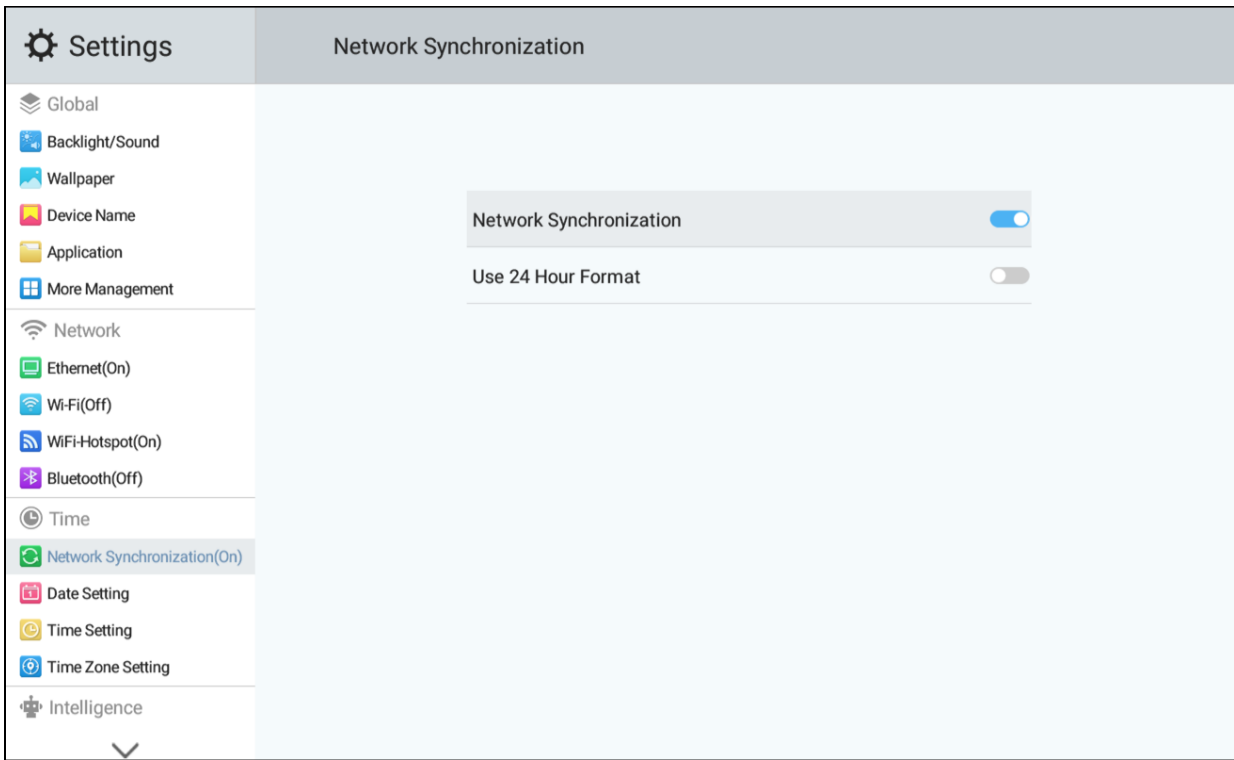 Settings
Network Synchronization
Global
Backlight/Sound
Wallpaper
Device Name
Application
More Management
Network
Ethernet(On)
Wi-Fi(Off)
WiFi-Hotspot(On)
Bluetooth(Off)
Time
Network Synchronization(On)
Date Setting
Time Setting
Time Zone Setting
Intelligence
Network Synchronization
Use 24 Hour Format